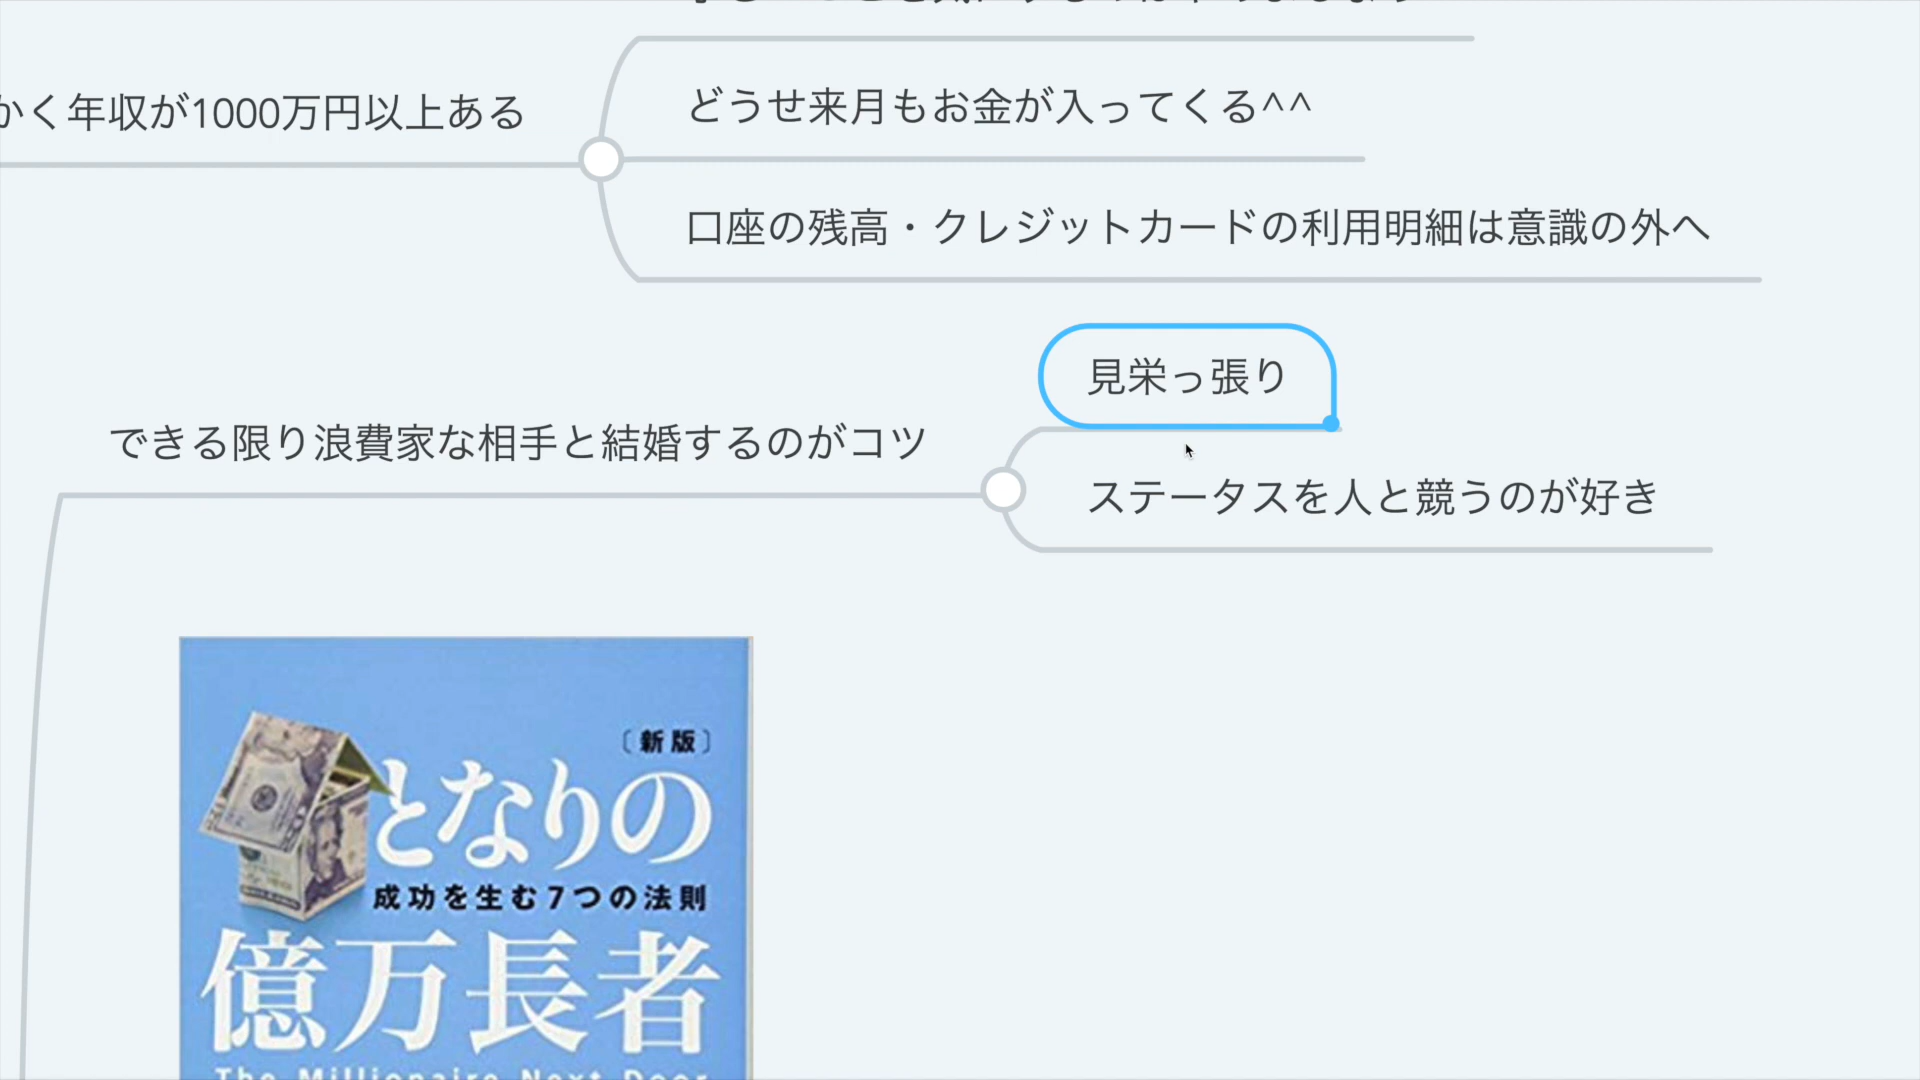 かく年収が1000万円以上ある
どうせ来月もお金が入ってくる^^
口座の残高・クレジットカードの利用明細は意識の外へ
見栄っ張り
できる限り浪費家な相手と結婚するのがコツ
ステータスを人と競うのが好き
〔新版〕
となりの
成功を生む7つの法則
億万長者
The Millionaire Next Door